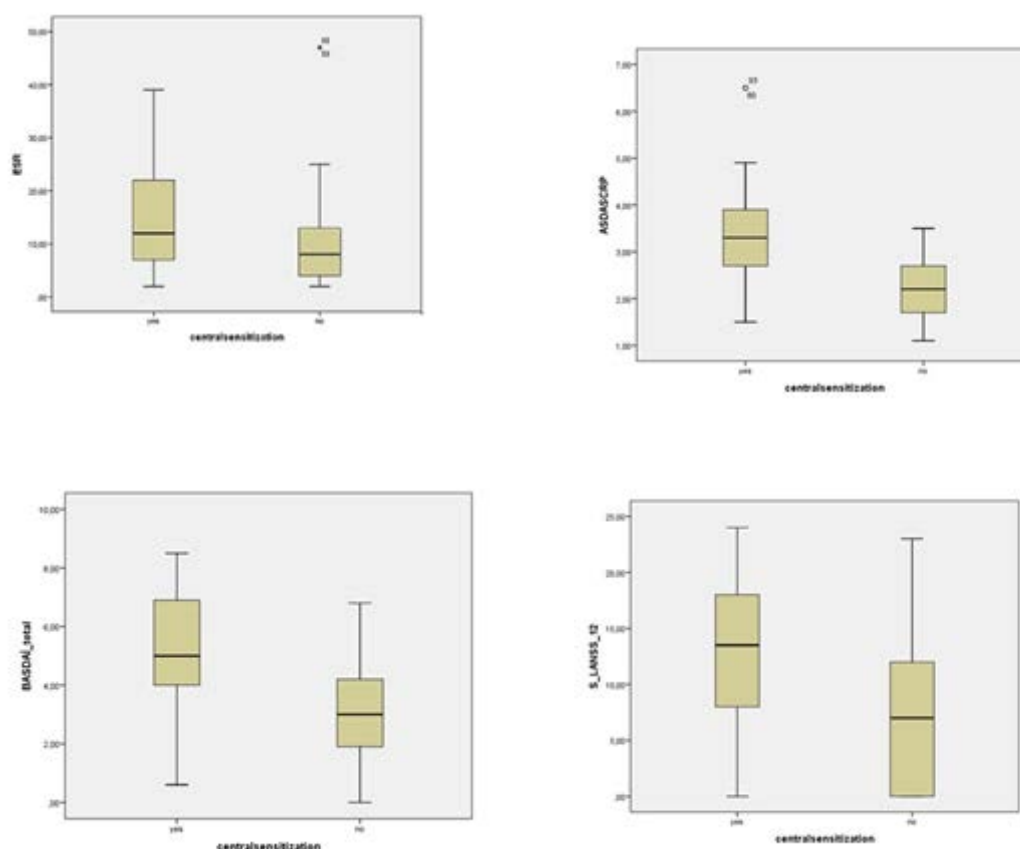 50,00
40,00
30,00
20,00
10,00
,00
ESR
yes
no
centralsensitization
7,00
6,00
5,00
4,00
3,00
2,00
1,00
ASDASCRP
yes
no
centralsensitization
10,00
8,00
6,00
4,00
2,00
,00
BASDAİ_total
yes
no
centralsensitization
25,00
20,00
15,00
10,00
5,00
,00
S_LANSS_12
yes
no
centralsensitization